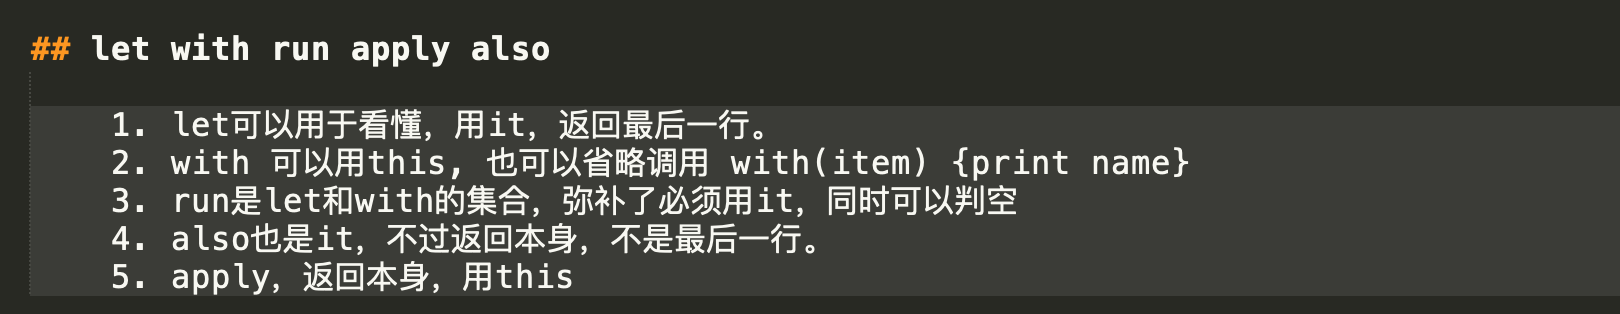 ## let with run apply also
1. let可以用于看懂，用it，返回最后一行。
2. with 可以用this, 也可以省略调用 with(item) {print name}
3. run是let和with的集合，弥补了必须用it，同时可以判空
4. also也是it，不过返回本身，不是最后一行。
5. apply，返回本身，用this